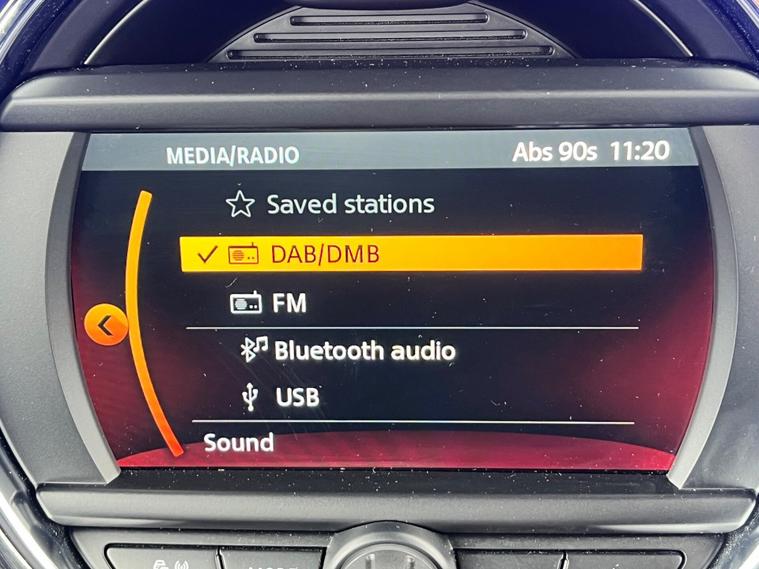 MEDIA/RADIO Abs 90s 11:20
Saved stations
DAB/DMB
FM
Bluetooth audio
USB
Sound